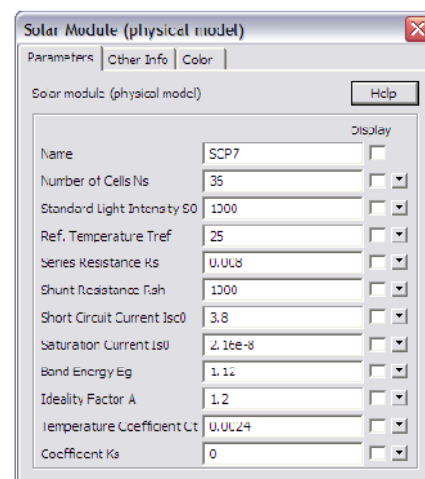 Solar Module (physical model)
Parameters Other Info Color
Solar module (physical model) Help
Display
Name SCP7
Number of Cells Ns 36
Standard Light Intensity S0 1000
Ref. Temperature Tref 25
Series Resistance Rs 0.008
Shunt Resistance Rsh 1000
Short Circuit Current Isc0 3.8
Saturation Current Is0 2.16e-8
Band Energy Eg 1.12
Ideality Factor A 1.2
Temperature Coefficient Ct 0.0024
Coefficent Ks 0